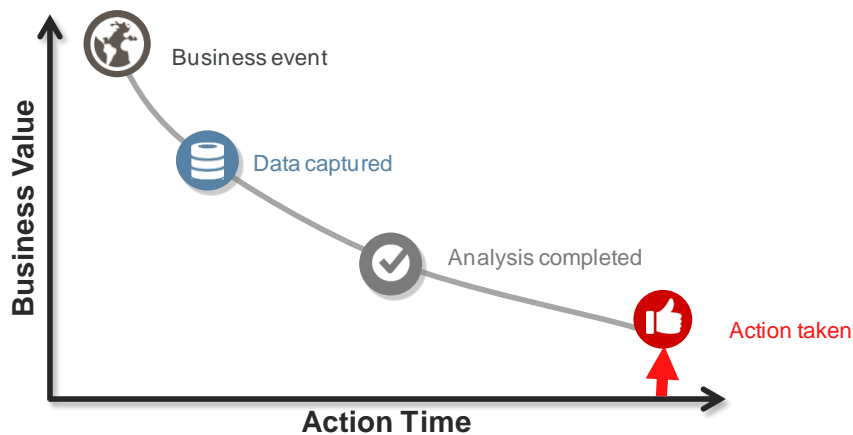 Business event
Data captured
Analysis completed
Action taken
Business Value
Action Time